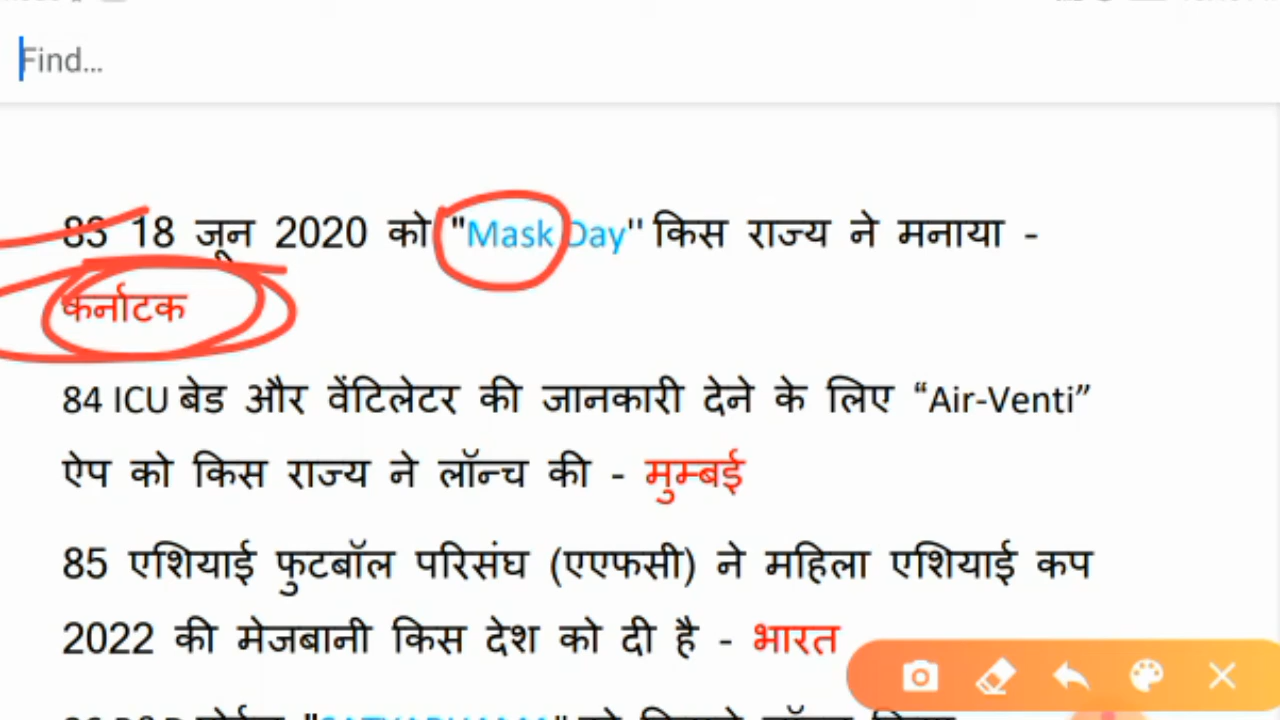 Find...
83 18 जून 2020 को "Mask Day" किस राज्य ने मनाया -
कर्नाटक
84 ICU बेड और वेंटिलेटर की जानकारी देने के लिए “Air-Venti”
ऐप को किस राज्य ने लॉन्च की - मुम्बई
85 एशियाई फुटबॉल परिसंघ (एएफसी) ने महिला एशियाई कप
2022 की मेजबानी किस देश को दी है - भारत